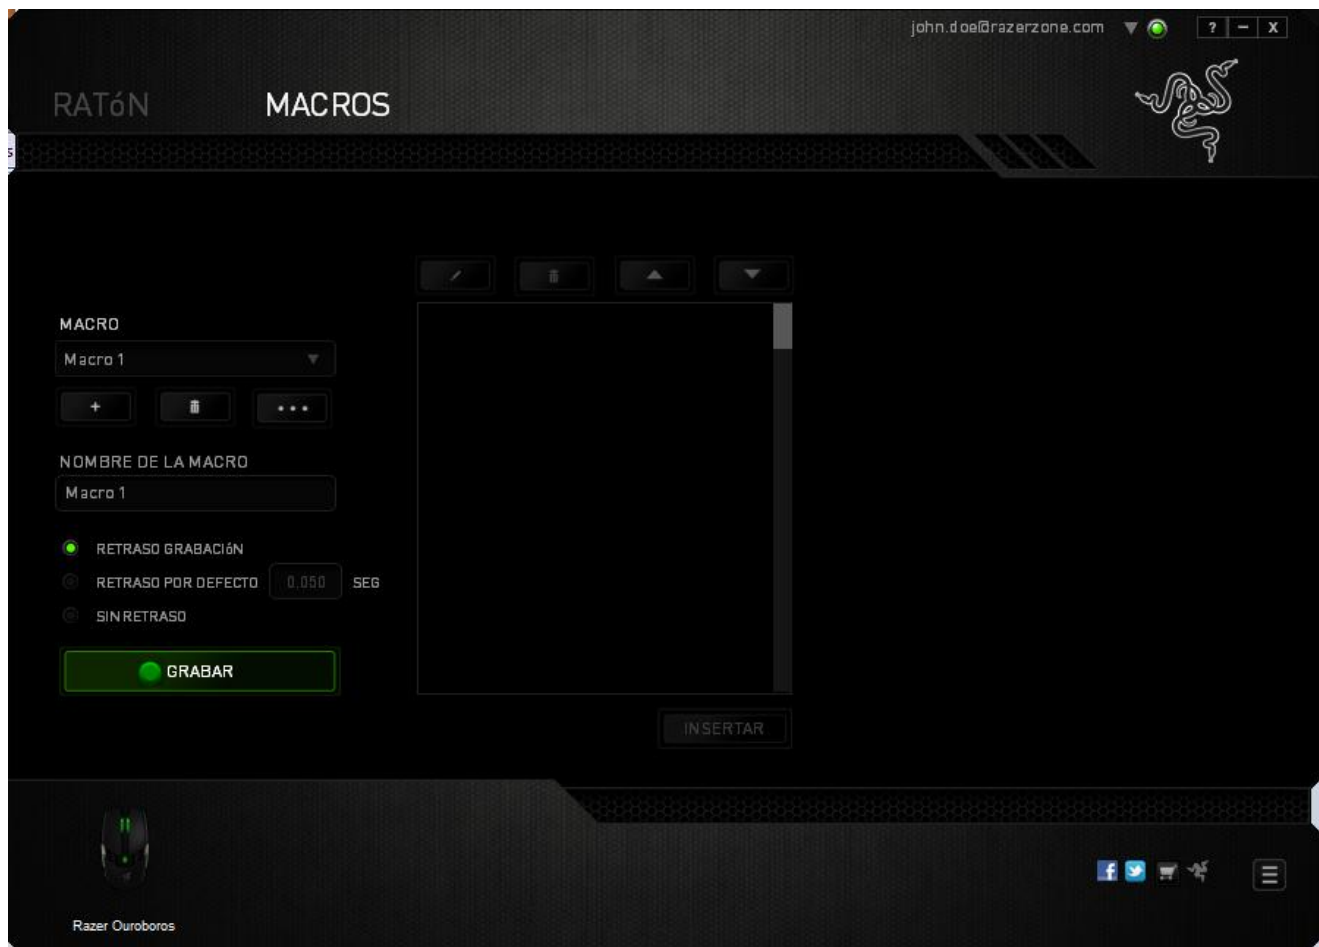 john.doe@razerzone.com
? – X
RATóN MACROS
s
MACRO
Macro 1
+
NOMBRE DE LA MACRO
Macro 1
RETRASO GRABACIóN
RETRASO POR DEFECTO 0.050 SEG
SIN RETRASO
GRABAR
INSERTAR
Razer Ouroboros